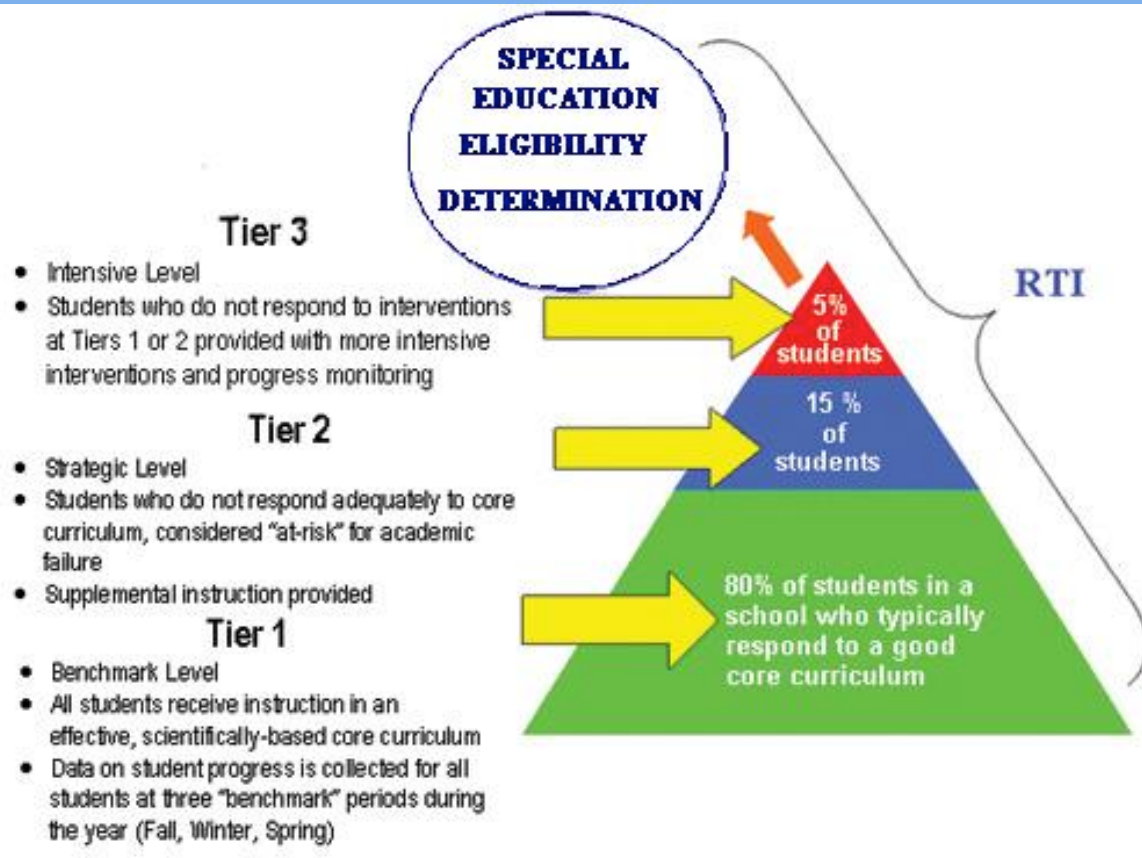 SPECIAL
EDUCATION
ELIGIBILITY
DETERMINATION
Tier 3
• Intensive Level
• Students who do not respond to interventions
at Tiers 1 or 2 provided with more intensive
interventions and progress monitoring
Tier 2
• Strategic Level
• Students who do not respond adequately to core
curriculum, considered "at-risk" for academic
failure
• Supplemental instruction provided
Tier 1
• Benchmark Level
• All students receive instruction in an
effective, scientifically-based core curriculum
• Data on student progress is collected for all
students at three "benchmark" periods during
the year (Fall, Winter, Spring)
RTI
5%
of
students
15 %
of
students
80% of students in a
school who typically
respond to a good
core curriculum